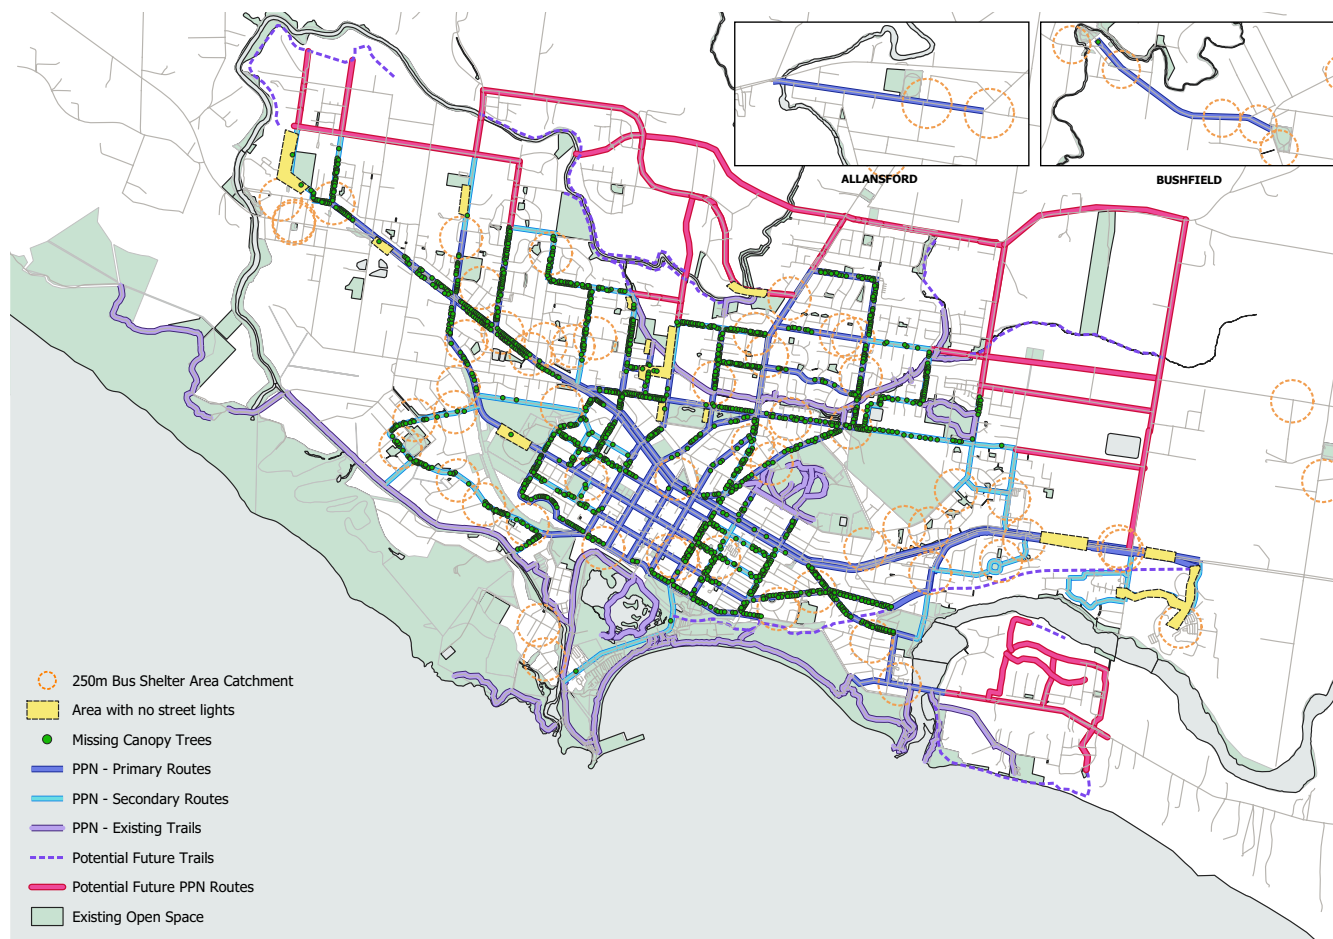 ALLANSFORD
BUSHFIELD
250m Bus Shelter Area Catchment
Area with no street lights
Missing Canopy Trees
PPN - Primary Routes
PPN - Secondary Routes
PPN - Existing Trails
Potential Future Trails
Potential Future PPN Routes
Existing Open Space